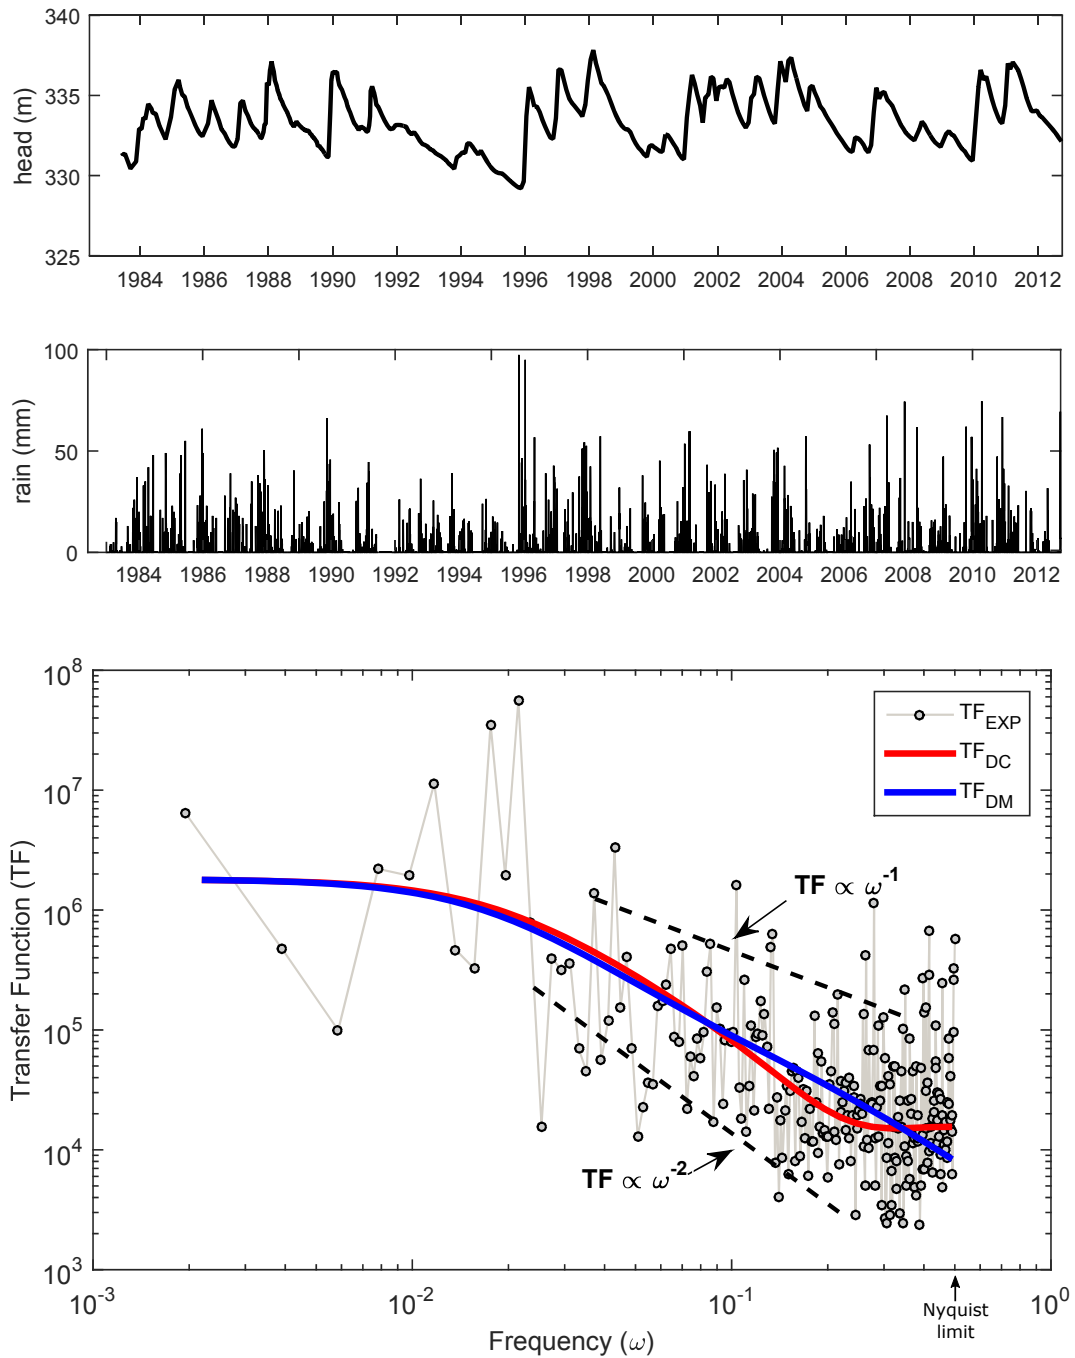 340
335
330
325
head (m)
1984 1986 1988 1990 1992 1994 1996 1998 2000 2002 2004 2006 2008 2010 2012
100
50
0
rain (mm)
1984 1986 1988 1990 1992 1994 1996 1998 2000 2002 2004 2006 2008 2010 2012
10^8
10^7
10^6
10^5
10^4
10^3
Transfer Function (TF)
TF_EXP
TF_DC
TF_DM
TF ∝ ω^-1
TF ∝ ω^-2
10^-3 10^-2 10^-1 10^0
Frequency (ω)
Nyquist
limit